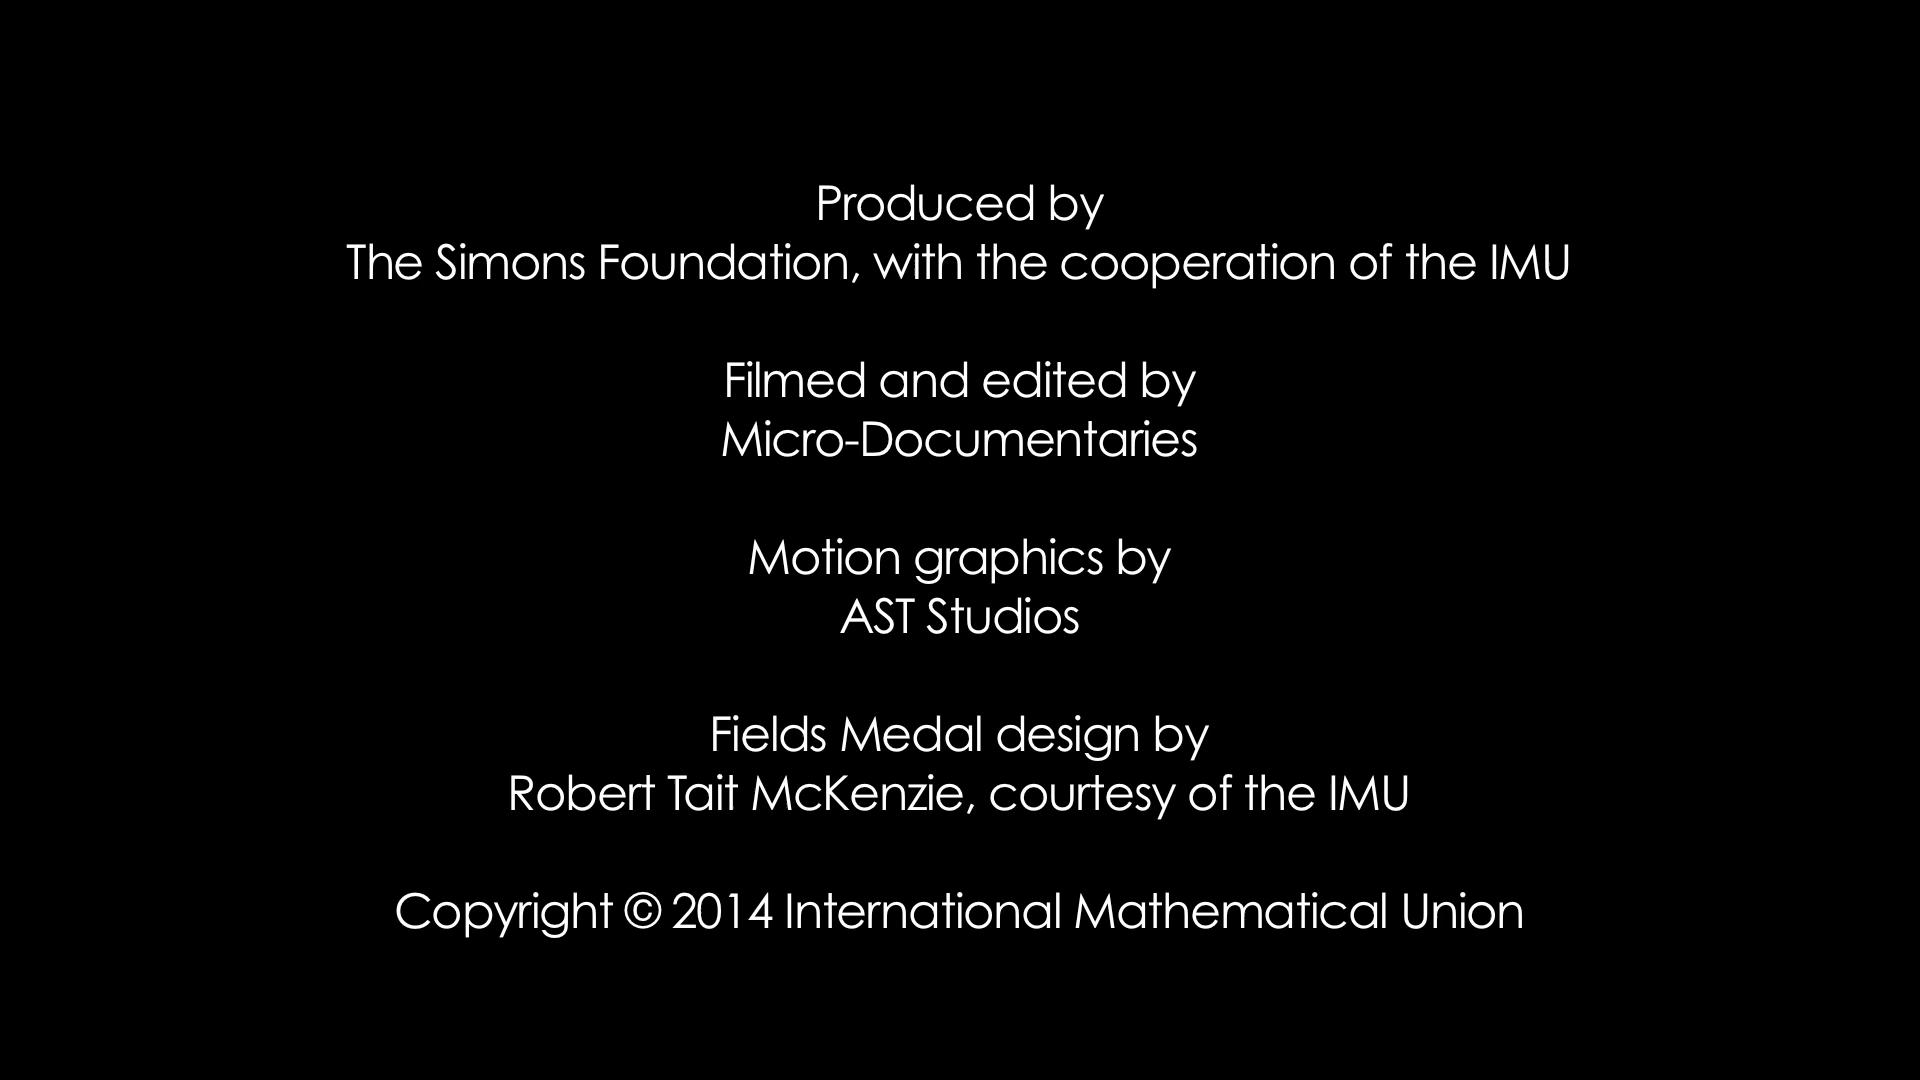 Produced by
The Simons Foundation, with the cooperation of the IMU
Filmed and edited by
Micro-Documentaries
Motion graphics by
AST Studios
Fields Medal design by
Robert Tait McKenzie, courtesy of the IMU
Copyright © 2014 International Mathematical Union